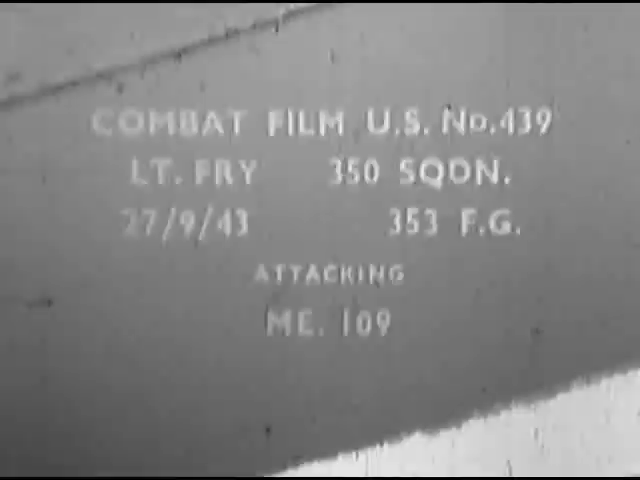 COMBAT FILM U.S. No.439
LT. FRY 350 SQDN.
27/9/43 353 F.G.
ATTACKING
ME. 109